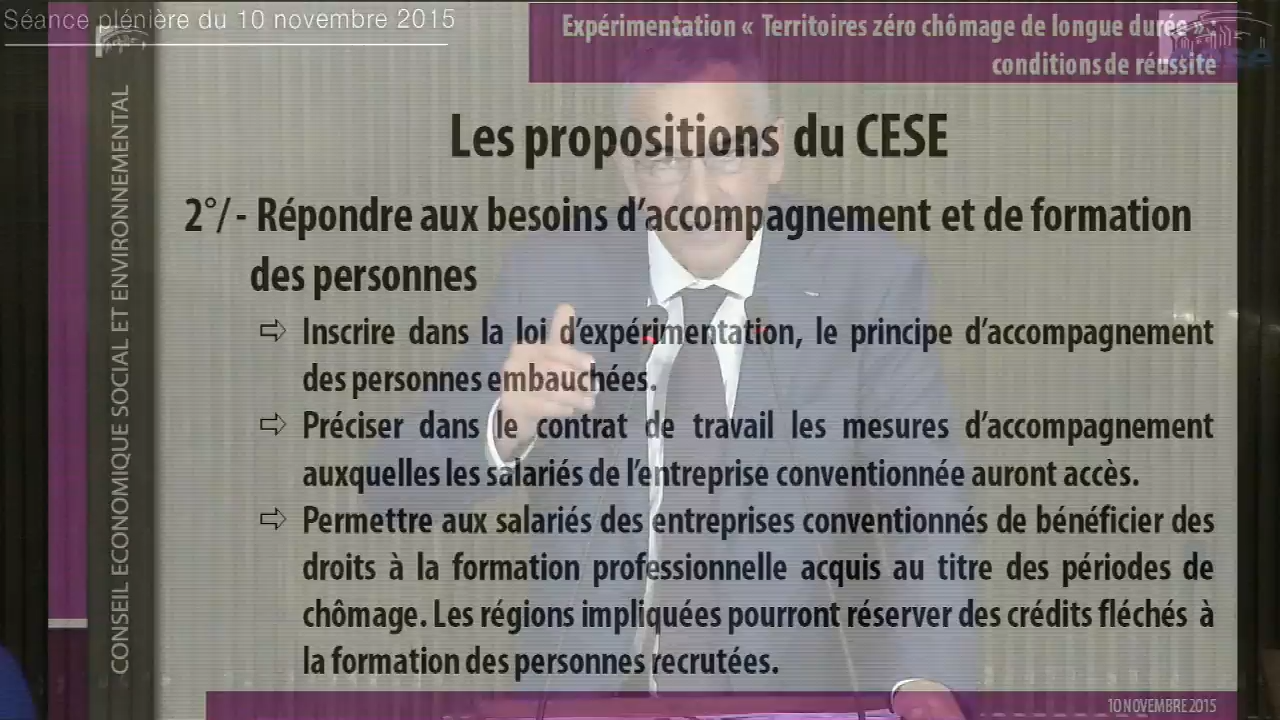 Séance plénière du 10 novembre 2015
Expérimentation « Territoires zéro chômage de longue durée » :
conditions de réussite
cese
CONSEIL ECONOMIQUE SOCIAL ET ENVIRONNEMENTAL
Les propositions du CESE
2°/ - Répondre aux besoins d'accompagnement et de formation
des personnes
⇨ Inscrire dans la loi d'expérimentation, le principe d'accompagnement
des personnes embauchées.
⇨ Préciser dans le contrat de travail les mesures d'accompagnement
auxquelles les salariés de l'entreprise conventionnée auront accès.
⇨ Permettre aux salariés des entreprises conventionnés de bénéficier des
droits à la formation professionnelle acquis au titre des périodes de
chômage. Les régions impliquées pourront réserver des crédits fléchés à
la formation des personnes recrutées.
10 NOVEMBRE 2015